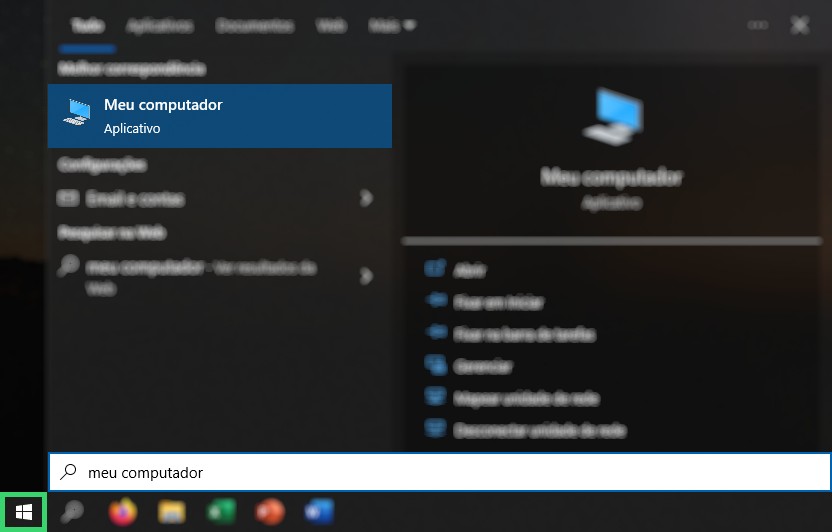 Tudo Aplicativos Documentos Web Mais
Melhor correspondência
Meu computador
Aplicativo
Configurações
Email e contas
Pesquisar na Web
meu computador - Ver resultados da
Web
Meu computador
Aplicativo
Abrir
Fixar em Iniciar
Fixar na barra de tarefas
Gerenciar
Mapear unidade de rede
Desconectar unidade de rede
meu computador